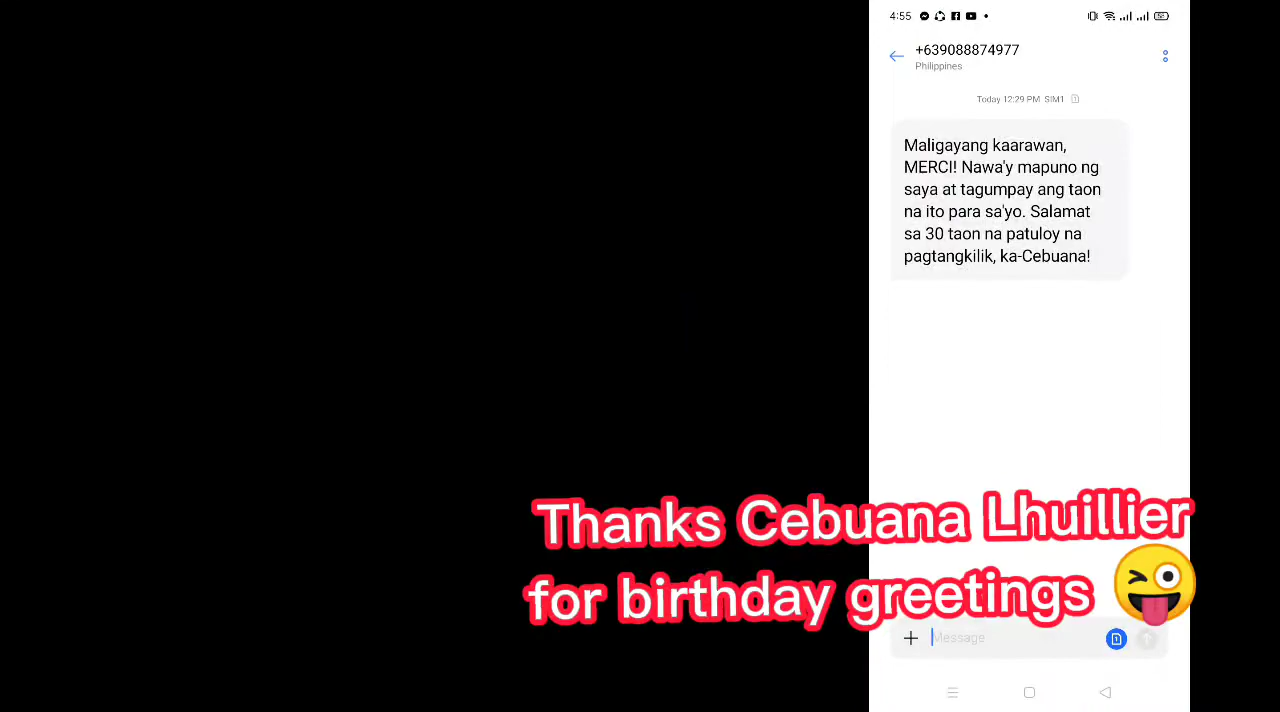 4:55
+639088874977
Philippines
Today 12:29 PM SIM1 1
Maligayang kaarawan,
MERCI! Nawa'y mapuno ng
saya at tagumpay ang taon
na ito para sa'yo. Salamat
sa 30 taon na patuloy na
pagtangkilik, ka-Cebuana!
Thanks Cebuana Lhuillier
for birthday greetings
Message
1